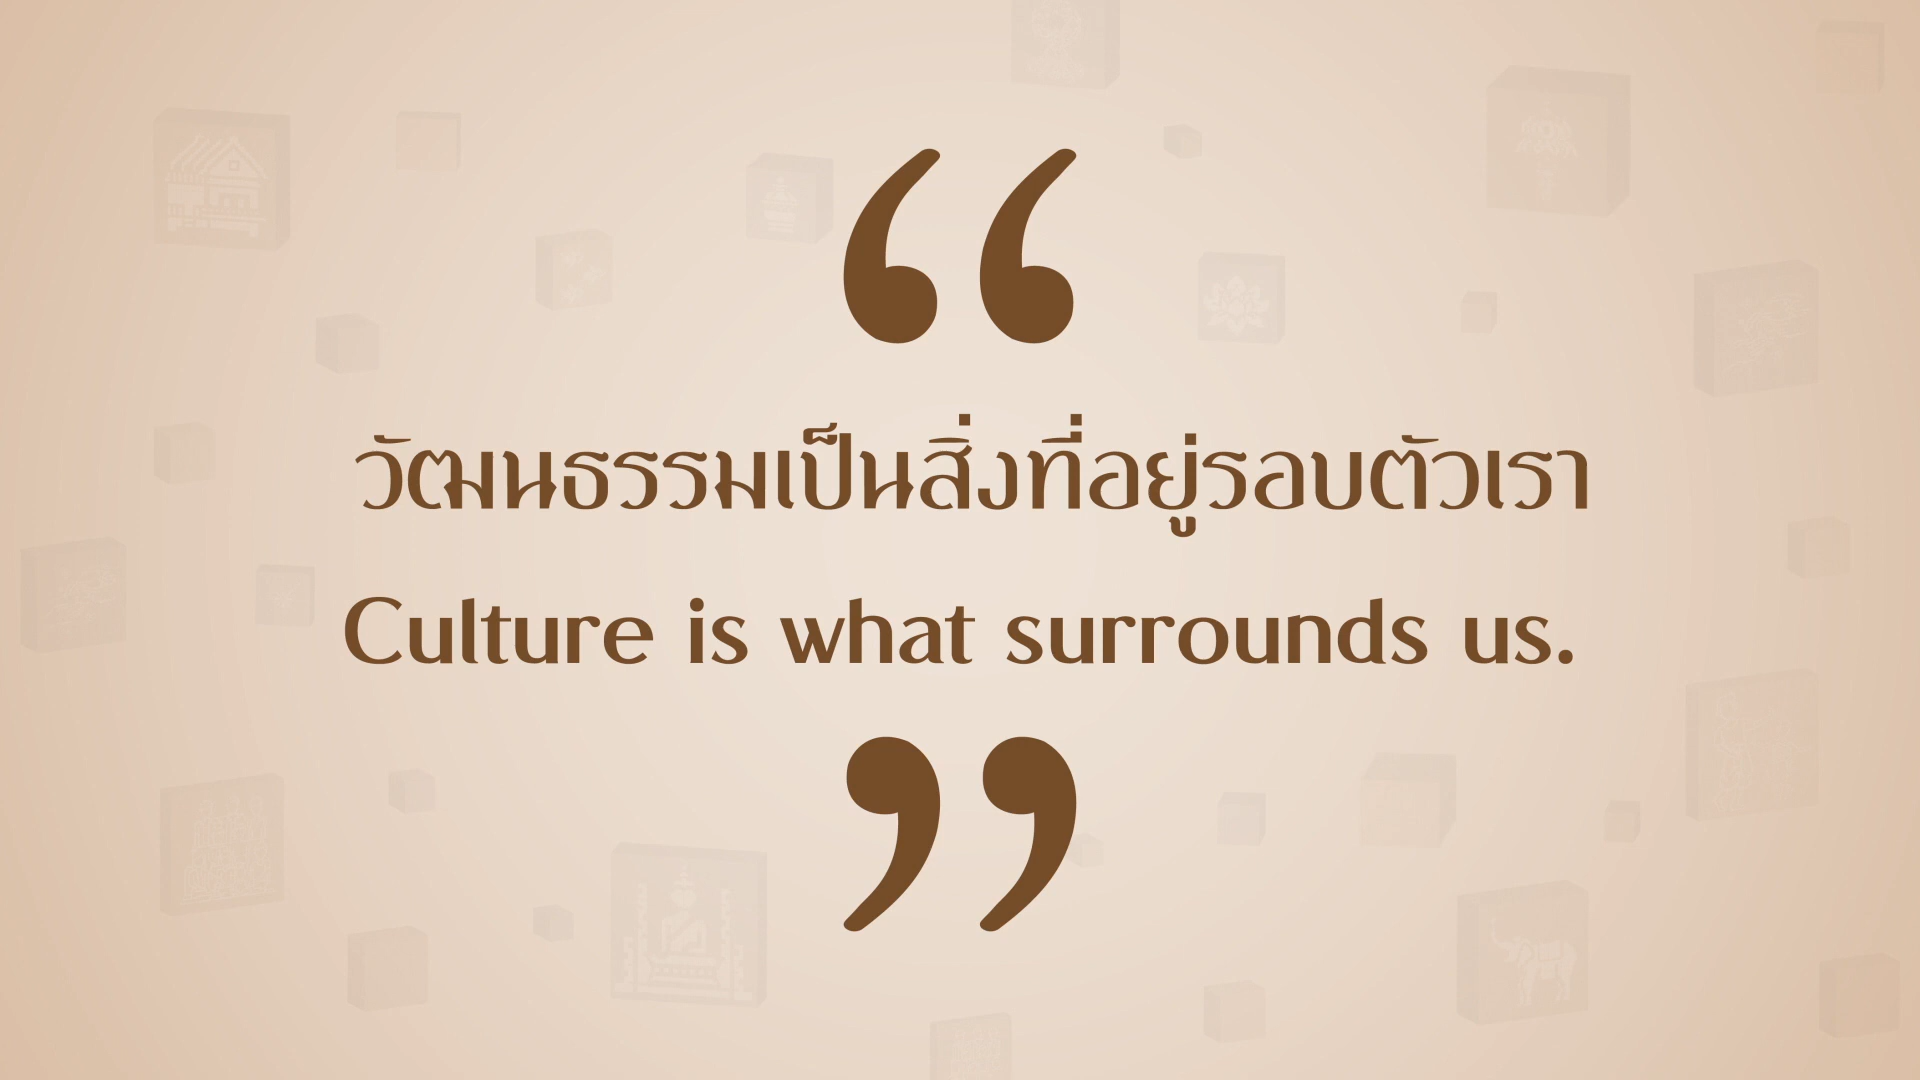 “
วัฒนธรรมเป็นสิ่งที่อยู่รอบตัวเรา
Culture is what surrounds us.
”